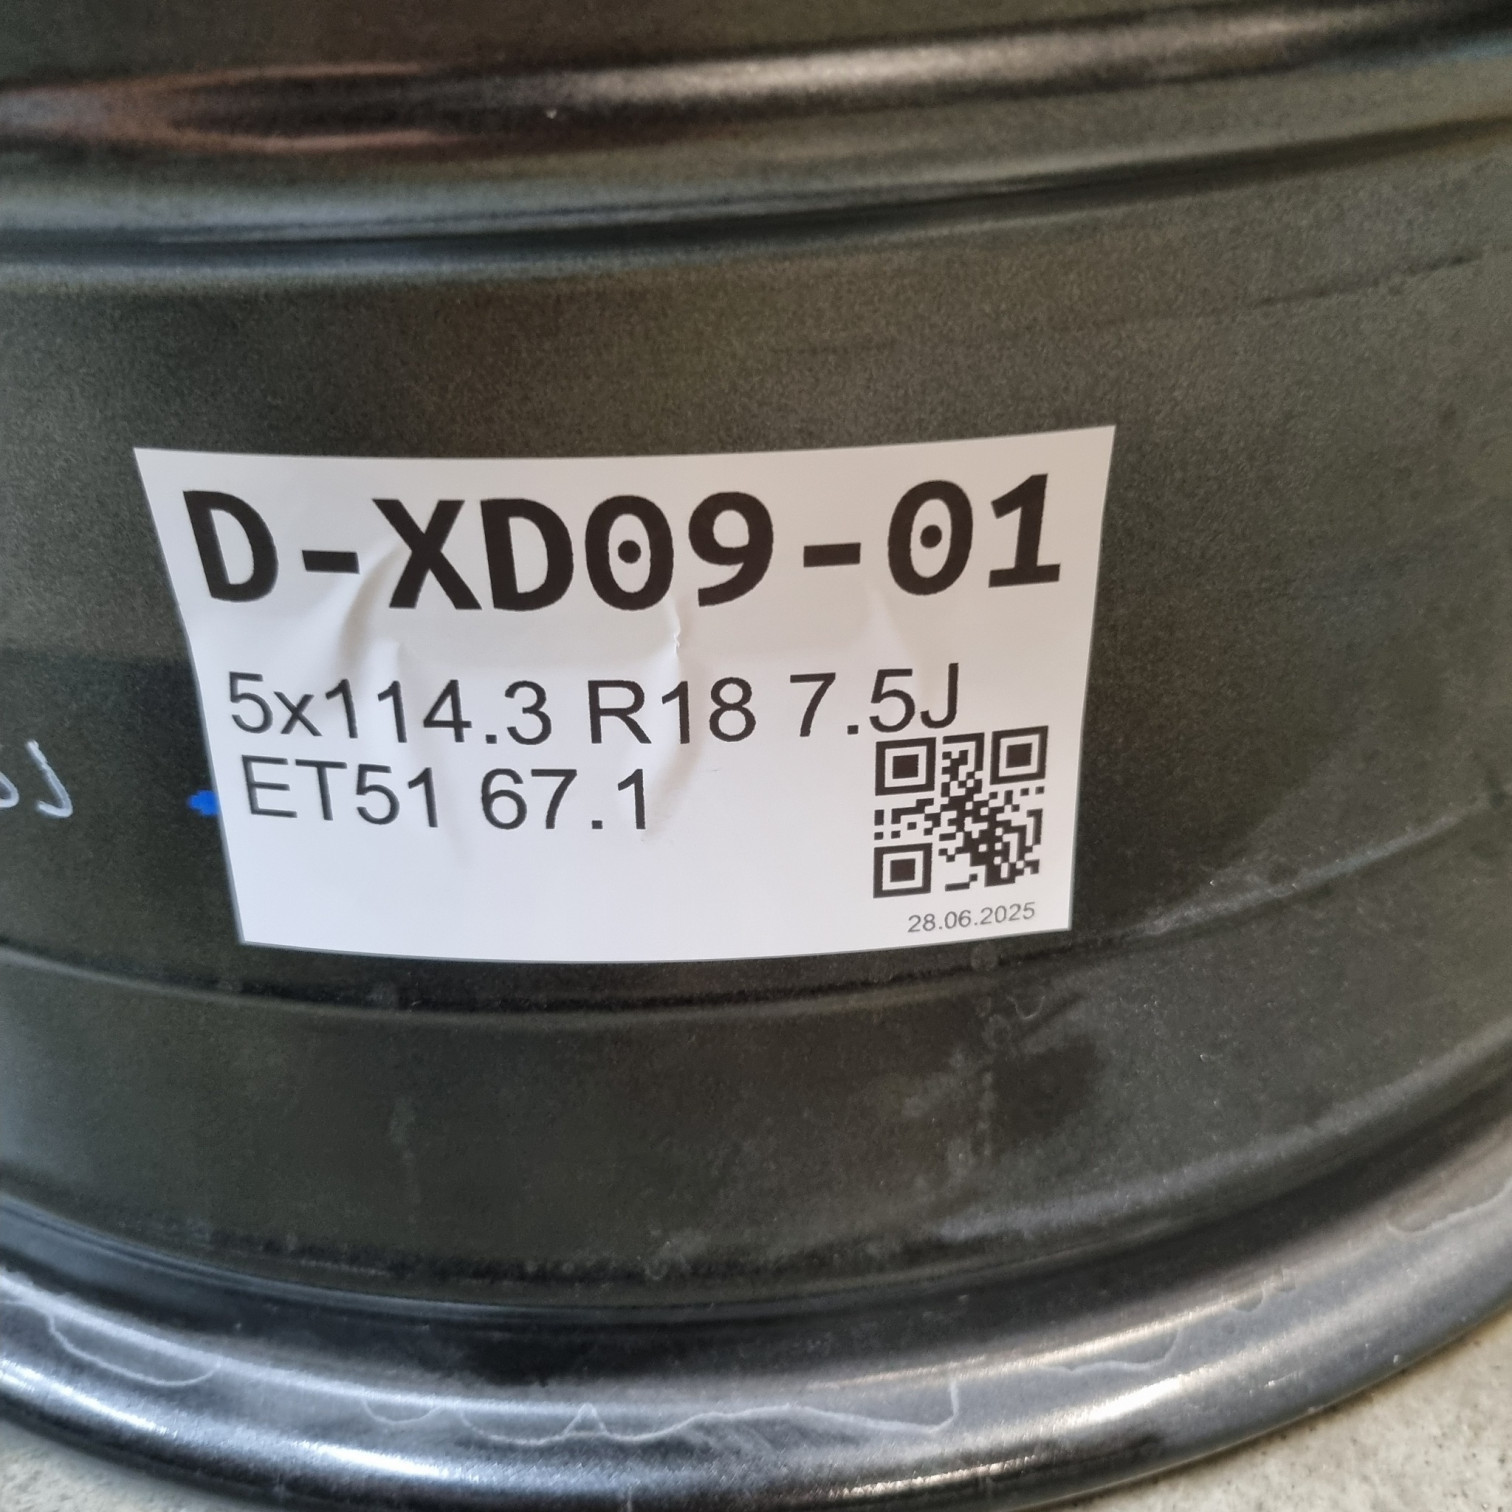 D-XD09-01
5x114.3 R18 7.5J
ET51 67.1
28.06.2025